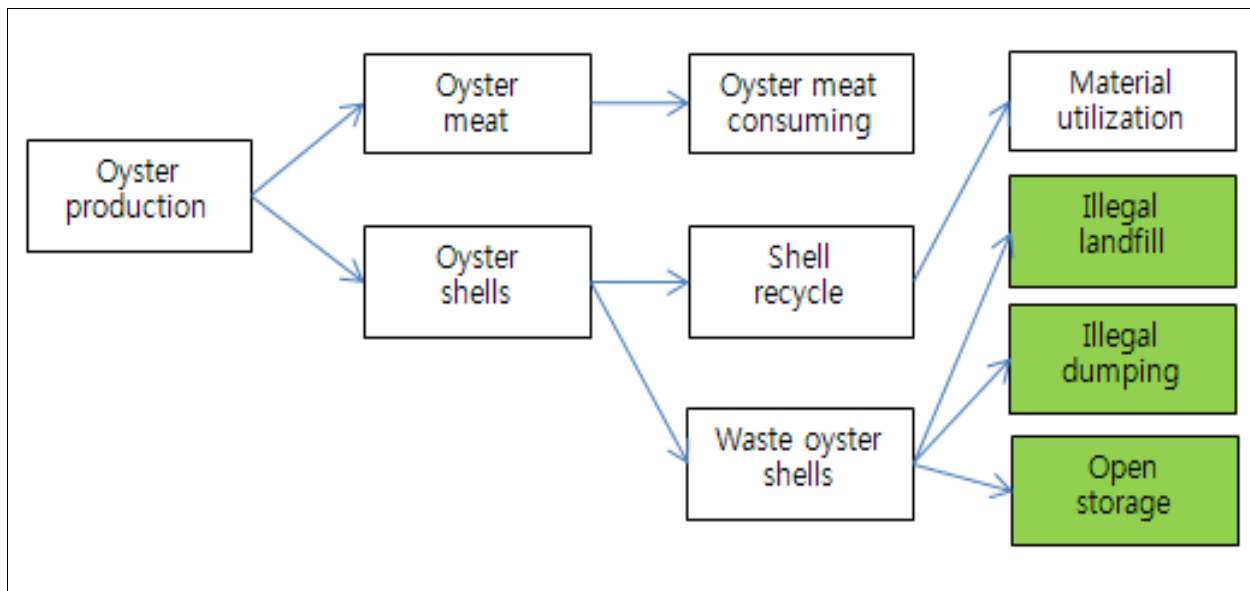 Oyster
production
Oyster
meat
Oyster
shells
Oyster meat
consuming
Shell
recycle
Waste oyster
shells
Material
utilization
Illegal
landfill
Illegal
dumping
Open
storage